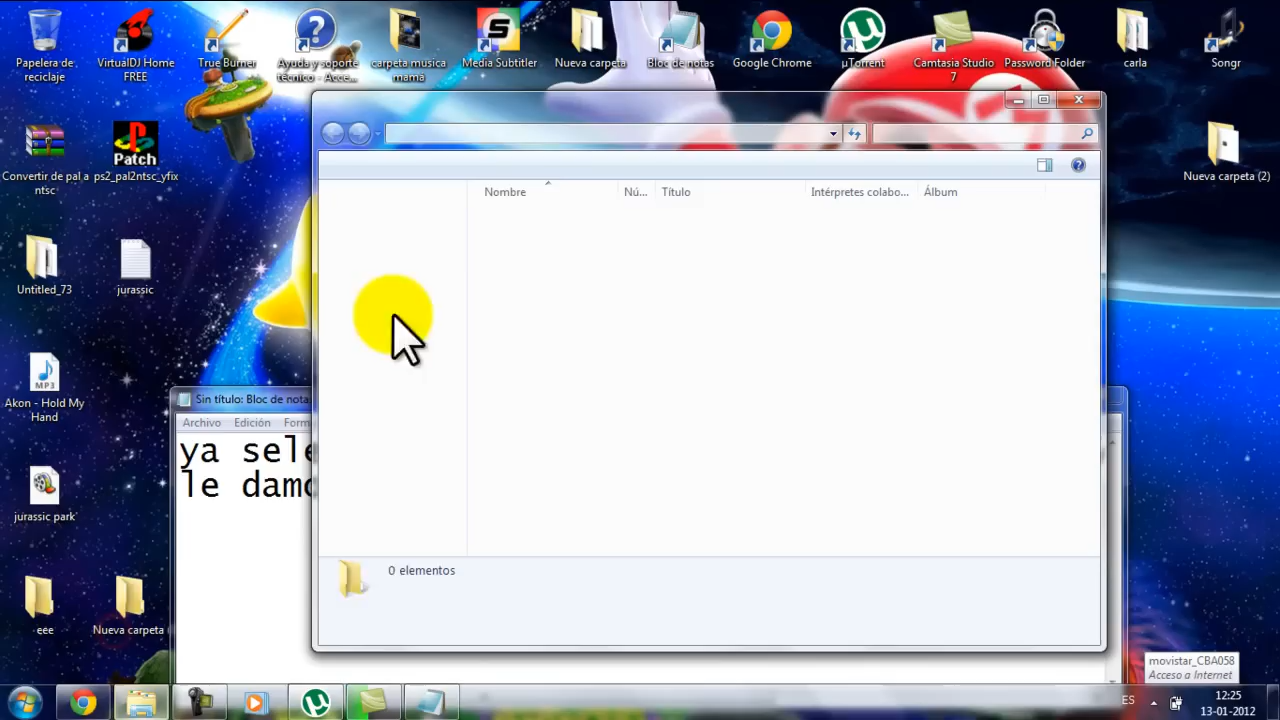 Papelera de
reciclaje
VirtualDJ Home
FREE
True Burner
Ayuda y soporte
técnico - Acce...
carpeta musica
mama
Media Subtitler
Nueva carpeta
Bloc de notas
Google Chrome
µTorrent
Camtasia Studio
7
Password Folder
carla
Songr
Convertir de pal a
ntsc
Patch
ps2_pal2ntsc_yfix
Nueva carpeta (2)
Nombre
Nú...
Título
Intérpretes colabo...
Álbum
Untitled_73
jurassic
MP3
Akon - Hold My
Hand
Sin título: Bloc de nota
Archivo Edición Form
ya sele
le damo
jurassic park
0 elementos
eee
Nueva carpeta
movistar_CBA058
Acceso a Internet
ES
12:25
13-01-2012